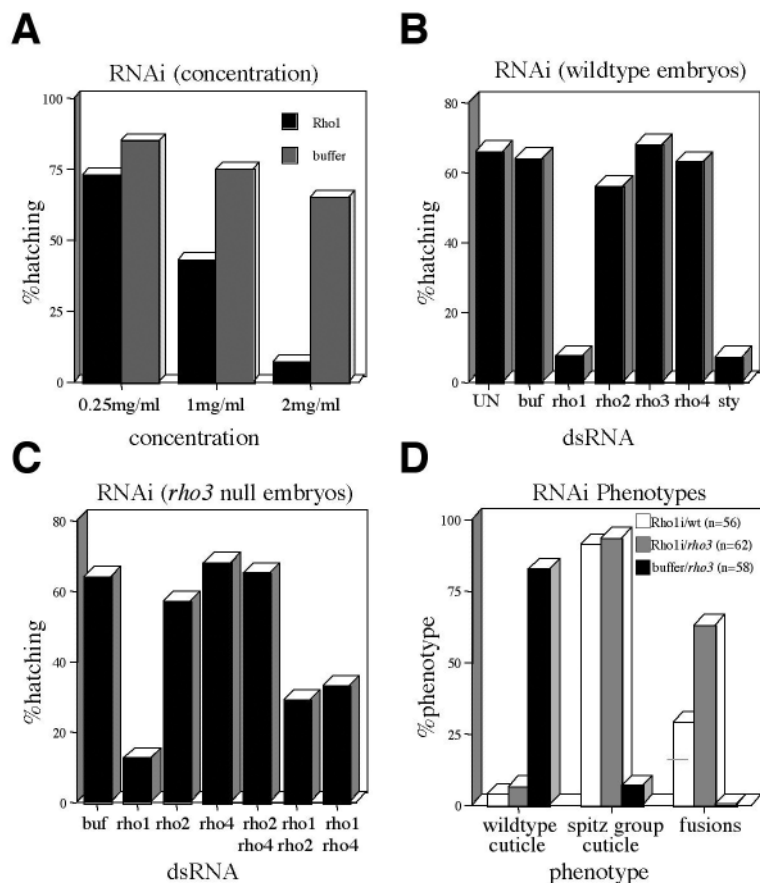 A
RNAi (concentration)
100
75
50
25
0
%hatching
Rho1
buffer
0.25mg/ml 1mg/ml 2mg/ml
concentration
B
RNAi (wildtype embryos)
80
60
40
20
0
%hatching
UN buf rho1 rho2 rho3 rho4 sty
dsRNA
C
RNAi (rho3 null embryos)
80
60
40
20
0
%hatching
buf rho1 rho2 rho4 rho2 rho1 rho1
rho4 rho2 rho4
dsRNA
D
RNAi Phenotypes
100
75
50
25
0
%phenotype
Rho1i/wt (n=56)
Rho1i/rho3 (n=62)
buffer/rho3 (n=58)
wildtype spitz group fusions
cuticle cuticle
phenotype